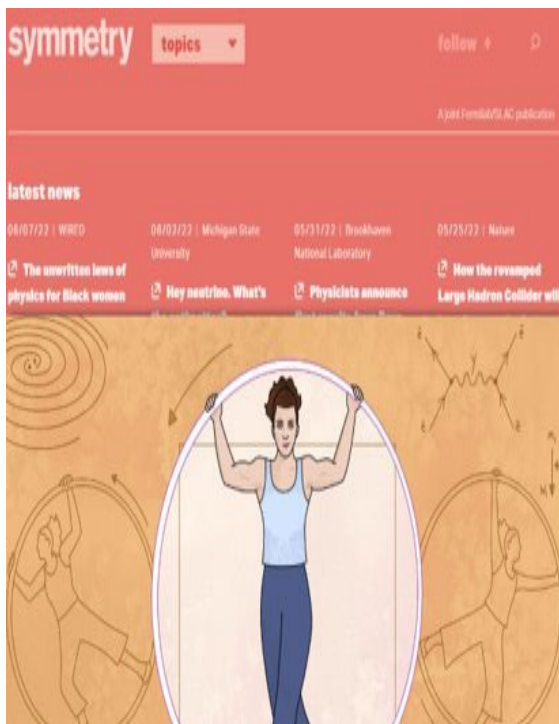 symmetry
topics
follow +
A joint Fermilab/SLAC publication
latest news
06/07/22 | WIRED
The unwritten laws of
physics for Black women
06/02/22 | Michigan State
University
Hey neutrino. What's
05/31/22 | Brookhaven
National Laboratory
Physicists announce
05/25/22 | Nature
How the revamped
Large Hadron Collider will